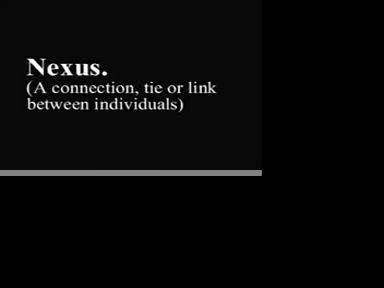 Nexus.
(A connection, tie or link
between individuals)